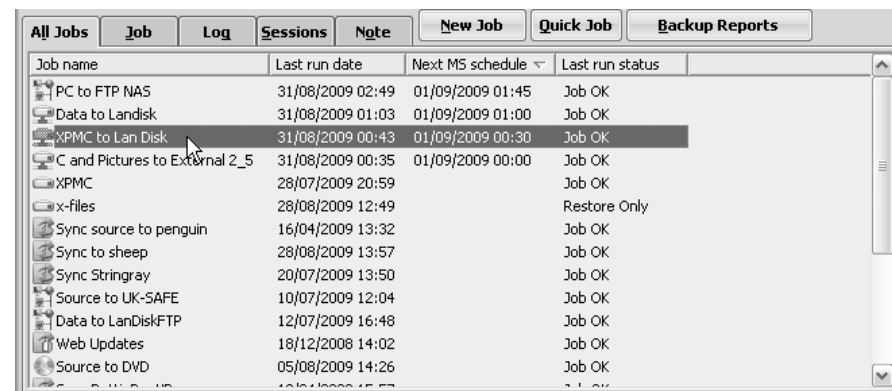 All Jobs Job Log Sessions Note New Job Quick Job Backup Reports
Job name Last run date Next MS schedule Last run status
PC to FTP NAS 31/08/2009 02:49 01/09/2009 01:45 Job OK
Data to Landisk 31/08/2009 01:03 01/09/2009 01:00 Job OK
XPMC to Lan Disk 31/08/2009 00:43 01/09/2009 00:30 Job OK
C and Pictures to External 2_5 31/08/2009 00:35 01/09/2009 00:00 Job OK
XPMC 28/07/2009 20:59 Job OK
x-files 28/08/2009 12:49 Restore Only
Sync source to penguin 16/04/2009 13:32 Job OK
Sync to sheep 28/08/2009 13:57 Job OK
Sync Stringray 20/07/2009 13:50 Job OK
Source to UK-SAFE 10/07/2009 12:04 Job OK
Data to LanDiskFTP 12/07/2009 16:48 Job OK
Web Updates 18/12/2008 14:02 Job OK
Source to DVD 05/08/2009 14:26 Job OK